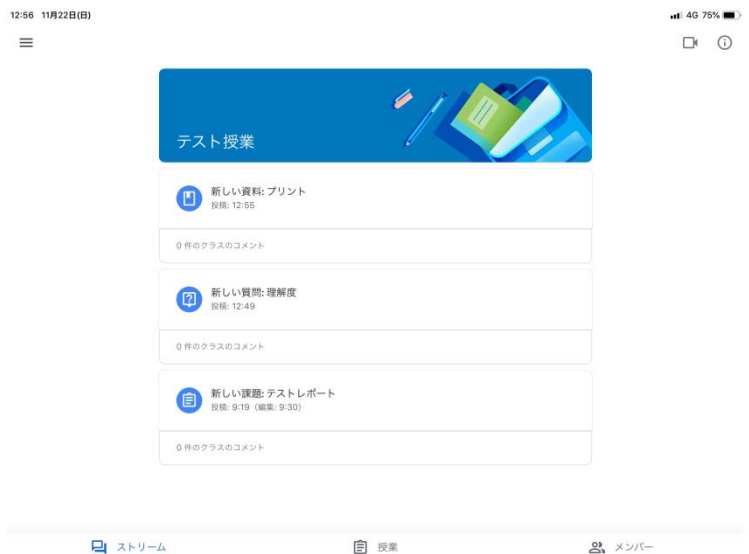 12:56 11月22日(日)
4G 75%
テスト授業
新しい資料: プリント
投稿: 12:55
0 件のクラスのコメント
新しい質問: 理解度
投稿: 12:49
0 件のクラスのコメント
新しい課題: テストレポート
投稿: 9:19（編集: 9:30）
0 件のクラスのコメント
ストリーム
授業
メンバー